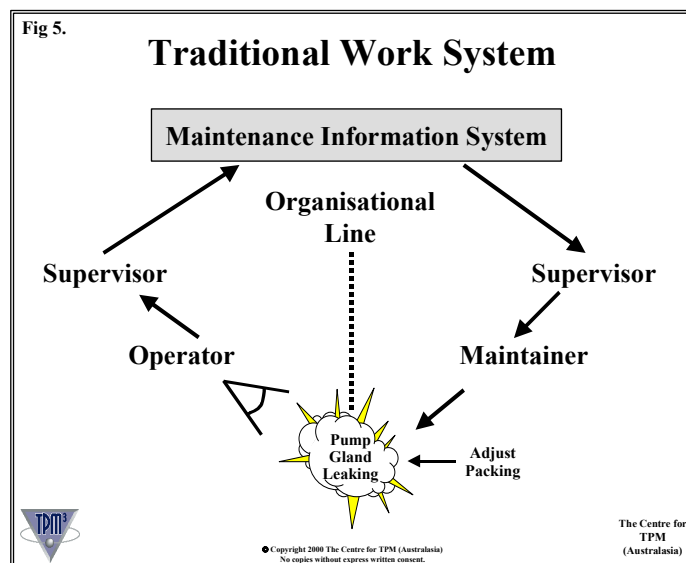 Fig 5.
Traditional Work System
Maintenance Information System
Organisational
Line
Supervisor
Supervisor
Operator
Maintainer
Pump
Gland
Leaking
Adjust
Packing
TPM³
© Copyright 2000 The Centre for TPM (Australasia)
No copies without express written consent.
The Centre for
TPM
(Australasia)